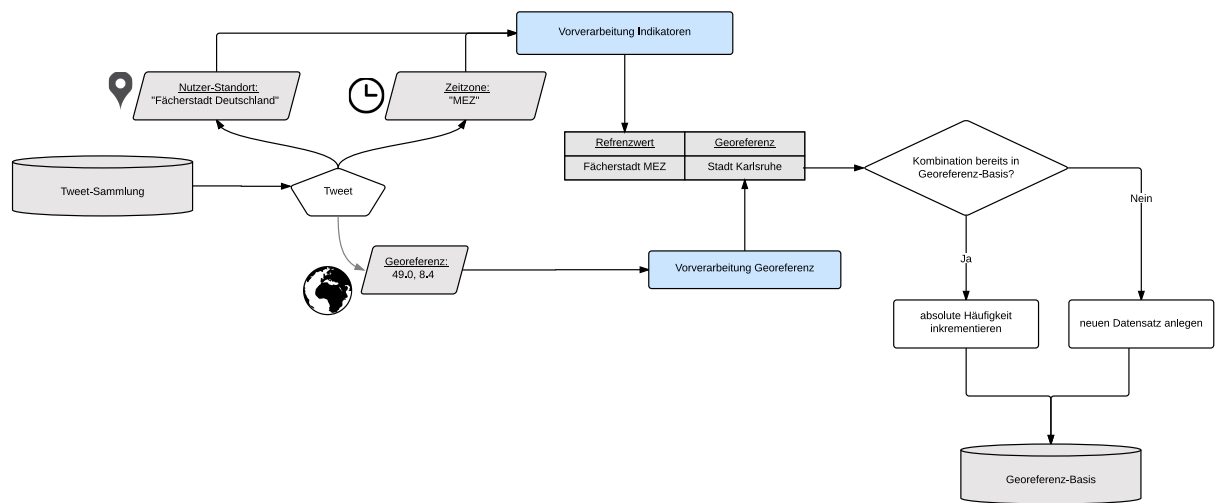 Vorverarbeitung Indikatoren
Nutzer-Standort:
"Fächerstadt Deutschland"
Zeitzone:
"MEZ"
Refrenzwert
Georeferenz
Fächerstadt MEZ
Stadt Karlsruhe
Kombination bereits in
Georeferenz-Basis?
Tweet-Sammlung
Tweet
Nein
Ja
Georeferenz:
49.0, 8.4
Vorverarbeitung Georeferenz
absolute Häufigkeit
inkrementieren
neuen Datensatz anlegen
Georeferenz-Basis